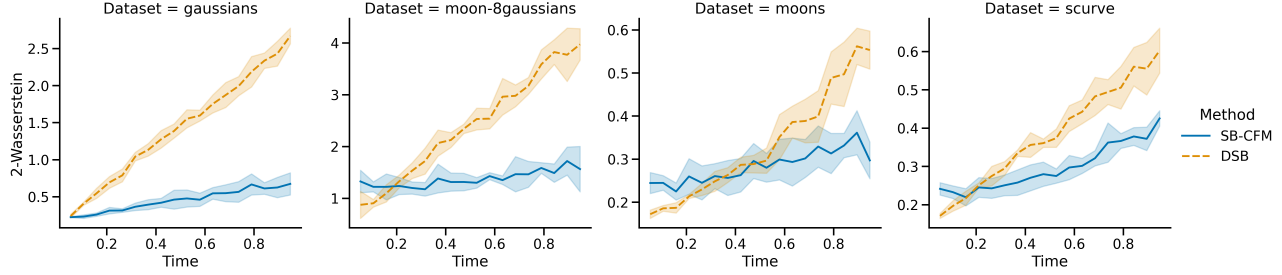 Dataset = gaussians
Dataset = moon-8gaussians
Dataset = moons
Dataset = scurve
2-Wasserstein
2.5
2.0
1.5
1.0
0.5
0.2 0.4 0.6 0.8
Time
4
3
2
1
0.2 0.4 0.6 0.8
Time
0.6
0.5
0.4
0.3
0.2
0.2 0.4 0.6 0.8
Time
0.6
0.5
0.4
0.3
0.2
0.2 0.4 0.6 0.8
Time
Method
SB-CFM
DSB